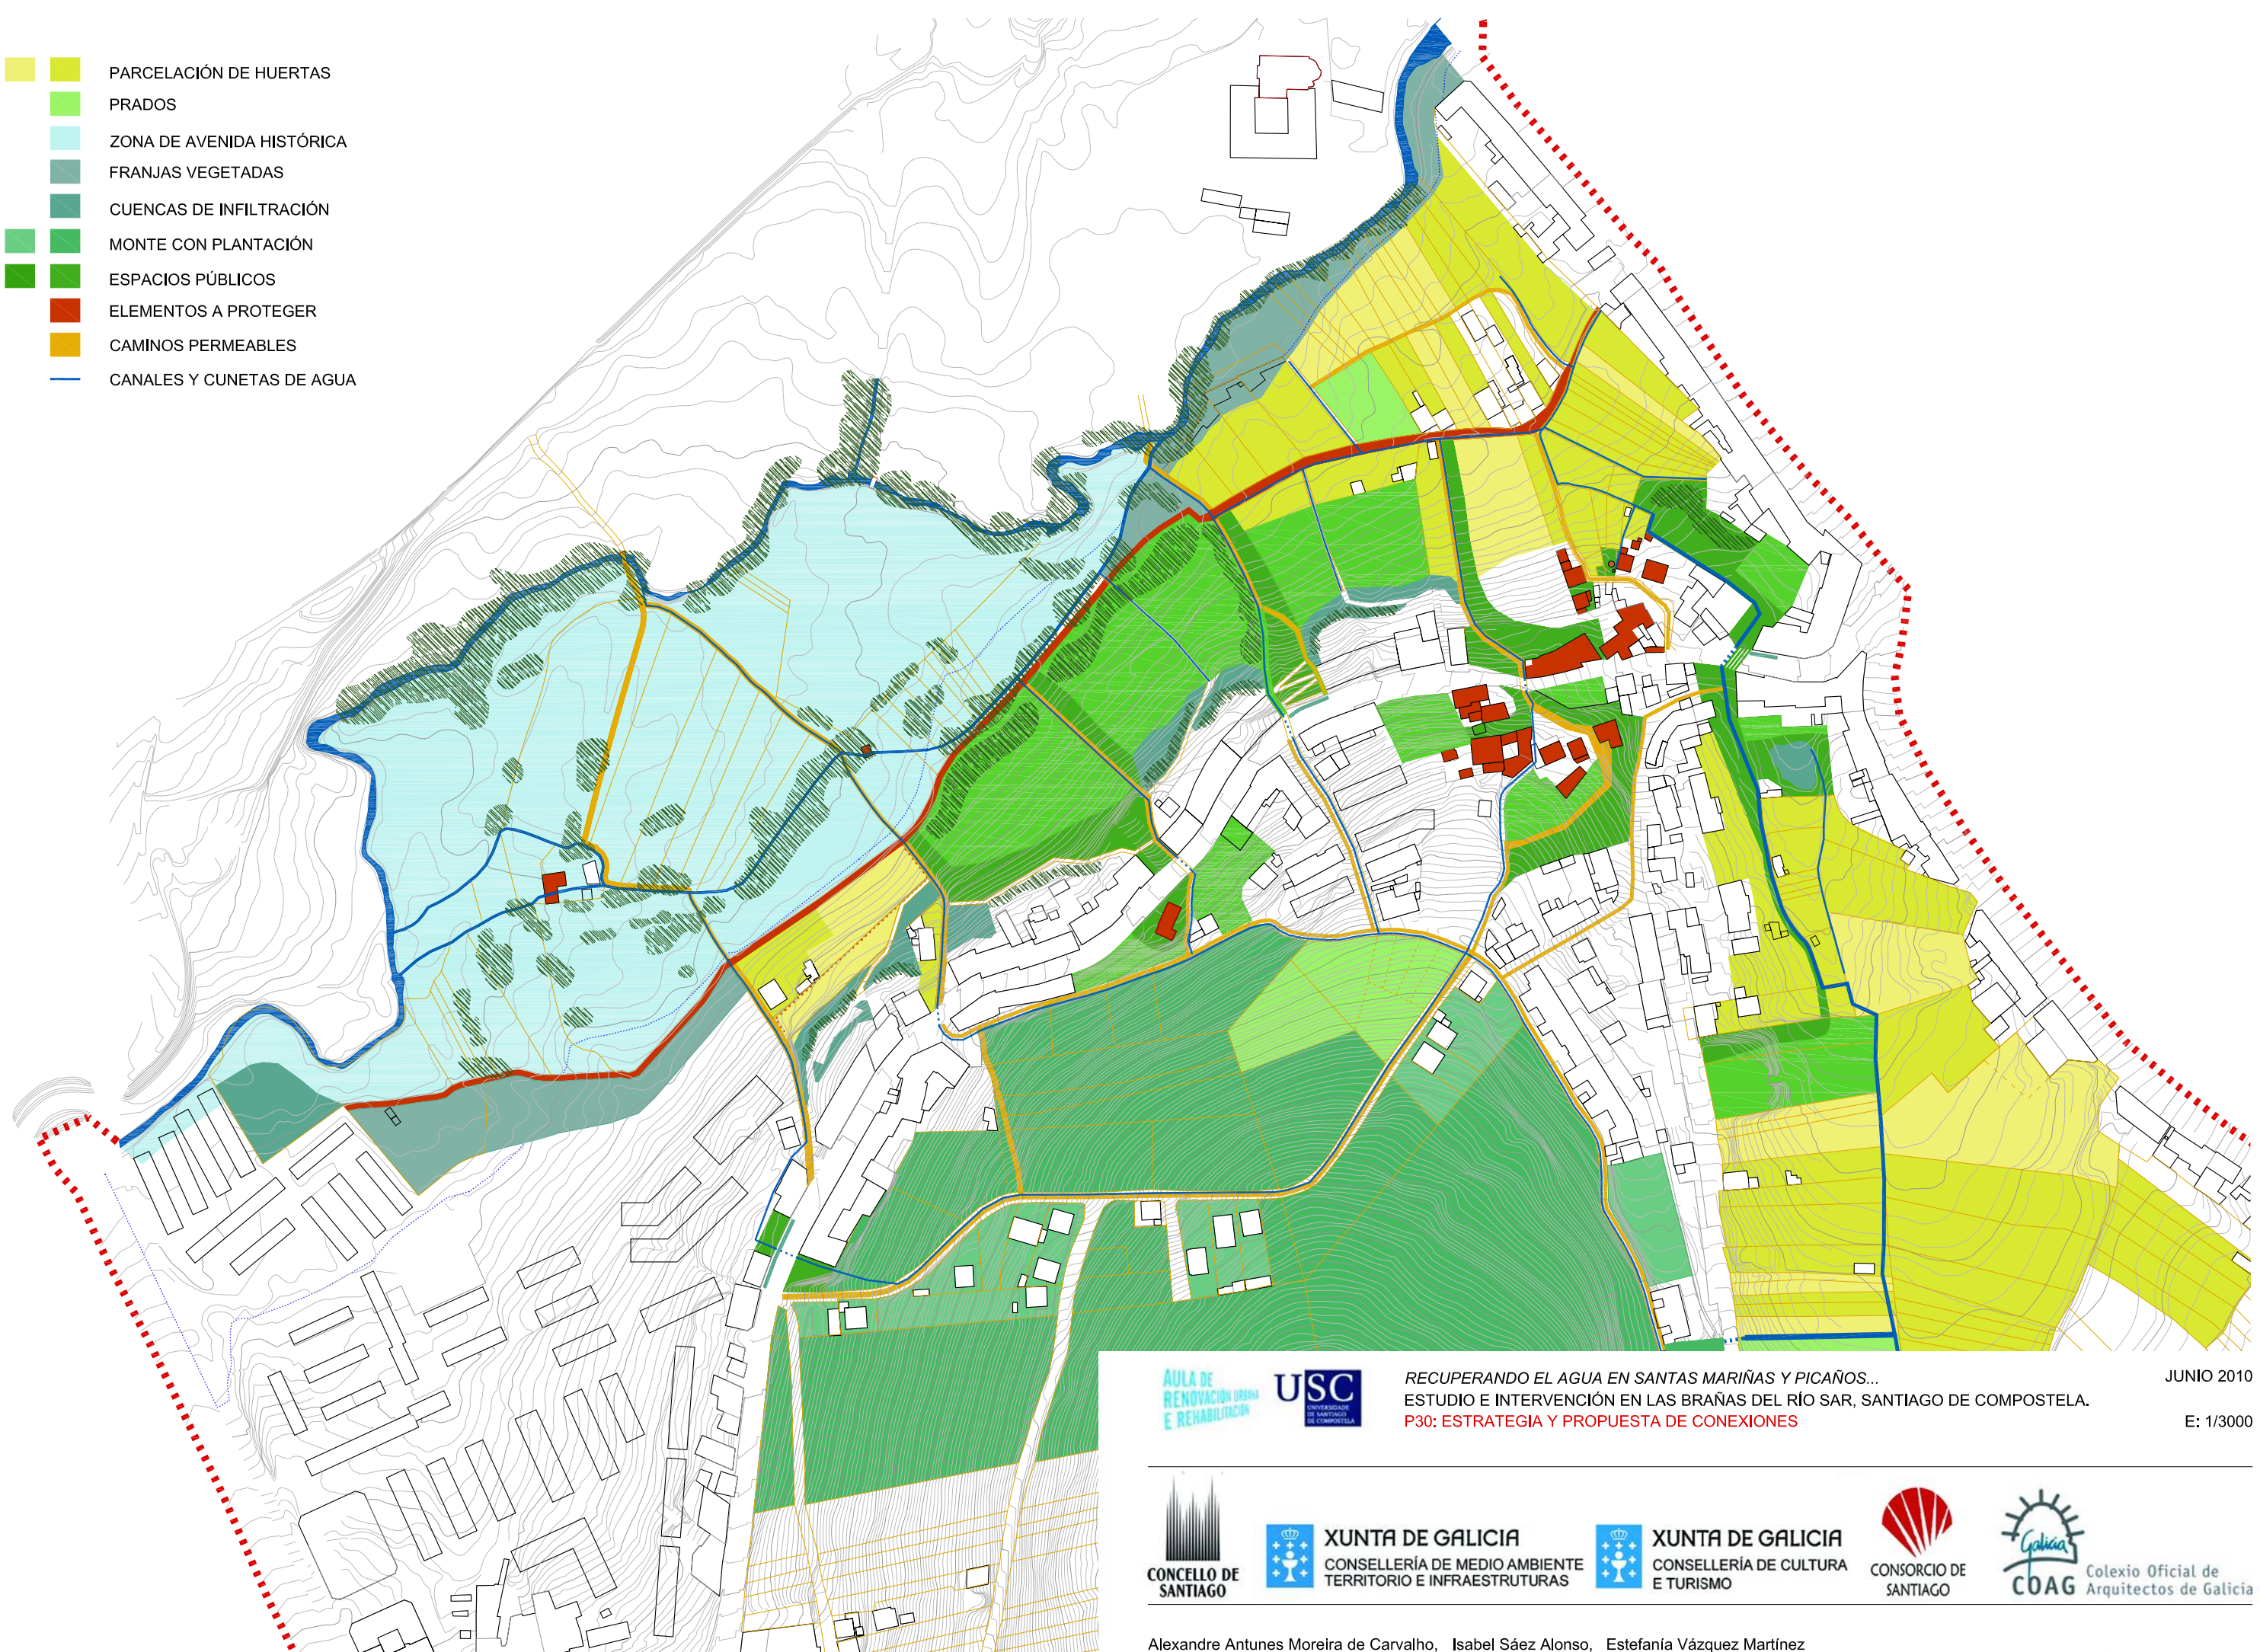 PARCELACIÓN DE HUERTAS
PRADOS
ZONA DE AVENIDA HISTÓRICA
FRANJAS VEGETADAS
CUENCAS DE INFILTRACIÓN
MONTE CON PLANTACIÓN
ESPACIOS PÚBLICOS
ELEMENTOS A PROTEGER
CAMINOS PERMEABLES
CANALES Y CUNETAS DE AGUA
AULA DE
RENOVACIÓN URBANA
E REHABILITACIÓN
USC
UNIVERSIDADE
DE SANTIAGO
DE COMPOSTELA
RECUPERANDO EL AGUA EN SANTAS MARIÑAS Y PICAÑOS...
ESTUDIO E INTERVENCIÓN EN LAS BRAÑAS DEL RÍO SAR, SANTIAGO DE COMPOSTELA.
P30: ESTRATEGIA Y PROPUESTA DE CONEXIONES
JUNIO 2010
E: 1/3000
CONCELLO DE
SANTIAGO
XUNTA DE GALICIA
CONSELLERÍA DE MEDIO AMBIENTE
TERRITORIO E INFRAESTRUTURAS
XUNTA DE GALICIA
CONSELLERÍA DE CULTURA
E TURISMO
CONSORCIO DE
SANTIAGO
Galicia
COAG
Colexio Oficial de
Arquitectos de Galicia
Alexandre Antunes Moreira de Carvalho, Isabel Sáez Alonso, Estefanía Vázquez Martínez